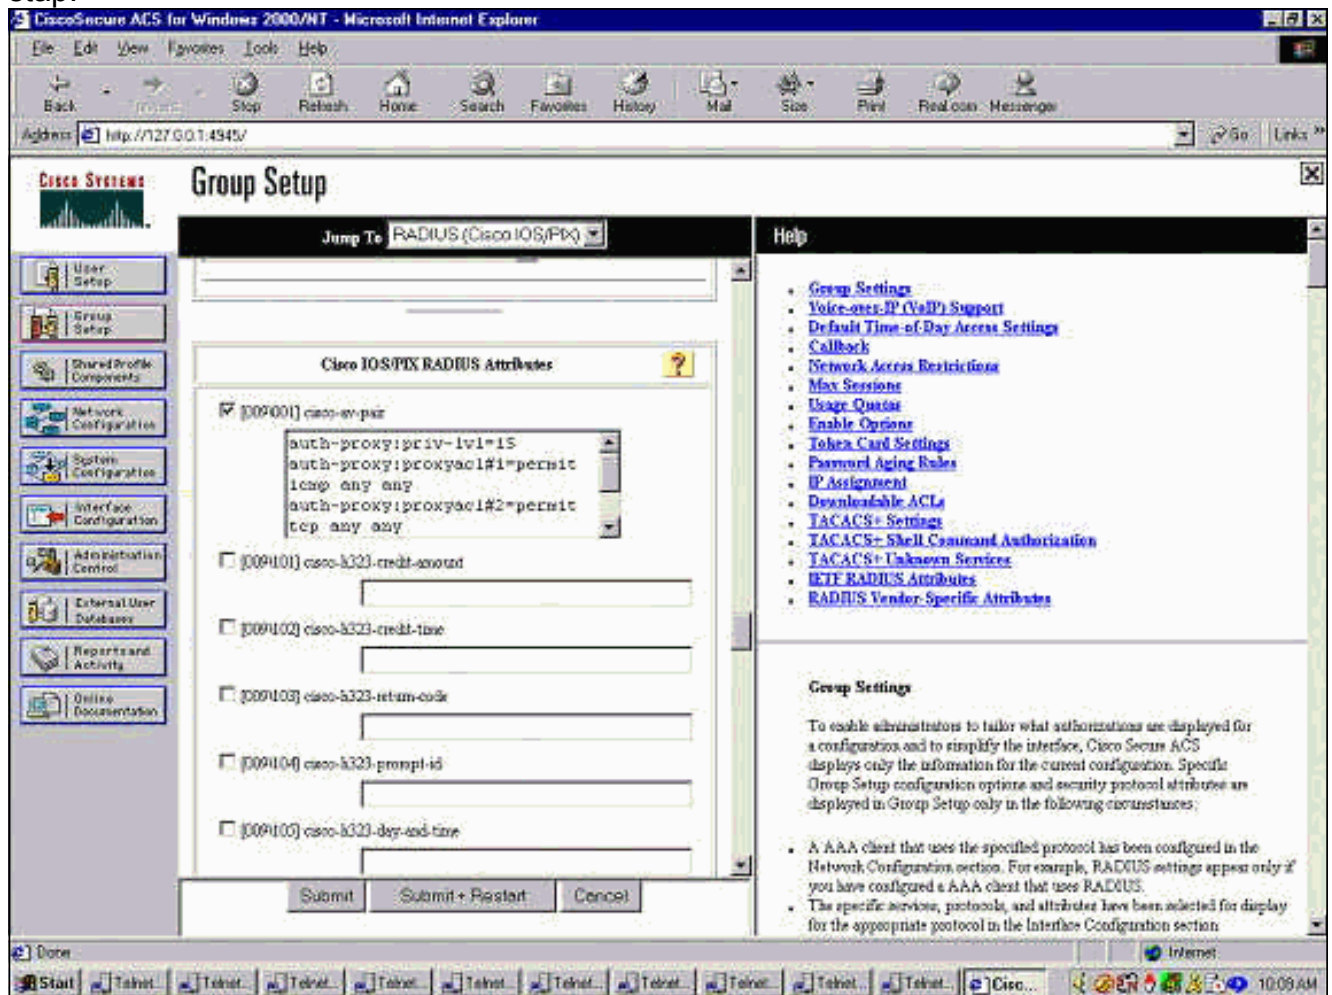 step:
CiscoSecure ACS for Windows 2000/NT - Microsoft Internet Explorer
File Edit View Favorites Tools Help
Back Stop Refresh Home Search Favorites History Mail Size Print Real.com Messenger
Address http://127.0.0.1:4945/ Go Links »
CISCO SYSTEMS
Group Setup
Jump To RADIUS (Cisco IOS/PIX)
Help
User Setup
Group Setup
Shared Profile Components
Network Configuration
System Configuration
Interface Configuration
Administration Control
External User Databases
Reports and Activity
Online Documentation
Cisco IOS/PIX RADIUS Attributes
?
[009\001] cisco-av-pair
auth-proxy:priv-lvl=15
auth-proxy:proxyacl#1=permit
icmp any any
auth-proxy:proxyacl#2=permit
tcp any any
[009\101] cisco-h323-credit-amount
[009\102] cisco-h323-credit-time
[009\103] cisco-h323-return-code
[009\104] cisco-h323-prompt-id
[009\105] cisco-h323-day-and-time
Submit Submit + Restart Cancel
Group Settings
Voice-over-IP (VoIP) Support
Default Time-of-Day Access Settings
Callback
Network Access Restrictions
Max Sessions
Usage Quotas
Enable Options
Token Card Settings
Password Aging Rules
IP Assignment
Downloadable ACLs
TACACS+ Settings
TACACS+ Shell Command Authorization
TACACS+ Unknown Services
IETF RADIUS Attributes
RADIUS Vendor-Specific Attributes
Group Settings
To enable administrators to tailor what authorizations are displayed for
a configuration and to simplify the interface, Cisco Secure ACS
displays only the information for the current configuration. Specific
Group Setup configuration options and security protocol attributes are
displayed in Group Setup only in the following circumstances:
A AAA client that uses the specified protocol has been configured in the
Network Configuration section. For example, RADIUS settings appear only if
you have configured a AAA client that uses RADIUS.
The specific services, protocols, and attributes have been selected for display
for the appropriate protocol in the Interface Configuration section
Done
Internet
Start Telnet... Telnet... Telnet... Telnet... Telnet... Telnet... Telnet... Telnet... Telnet... Telnet... Cisc... 10:09 AM